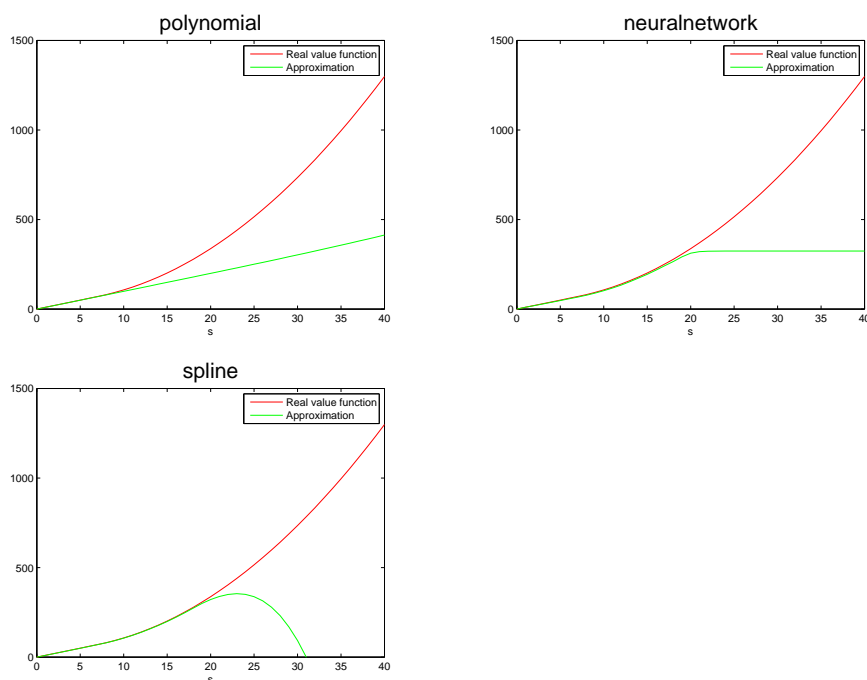 polynomial
1500
1000
500
0
0 5 10 15 20 25 30 35 40
s
Real value function
Approximation
neuralnetwork
1500
1000
500
0
0 5 10 15 20 25 30 35 40
s
Real value function
Approximation
spline
1500
1000
500
0
0 5 10 15 20 25 30 35 40
s
Real value function
Approximation